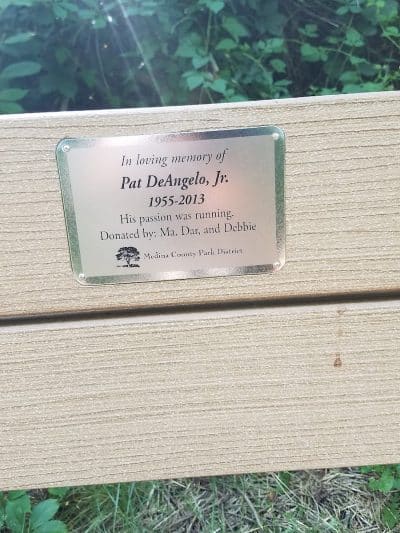 In loving memory of
Pat DeAngelo, Jr.
1955-2013
His passion was running.
Donated by: Ma, Dar, and Debbie
Medina County Park District